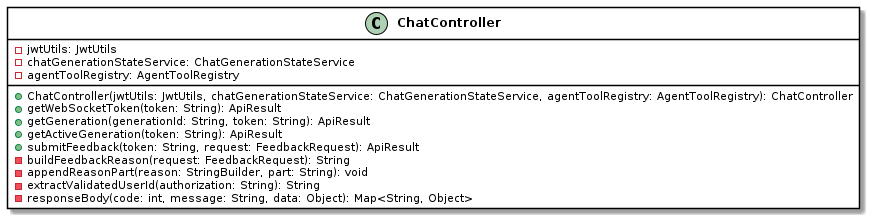 C ChatController
jwtUtils: JwtUtils
chatGenerationStateService: ChatGenerationStateService
agentToolRegistry: AgentToolRegistry
ChatController(jwtUtils: JwtUtils, chatGenerationStateService: ChatGenerationStateService, agentToolRegistry: AgentToolRegistry): ChatController
getWebSocketToken(token: String): ApiResult
getGeneration(generationId: String, token: String): ApiResult
getActiveGeneration(token: String): ApiResult
submitFeedback(token: String, request: FeedbackRequest): ApiResult
buildFeedbackReason(request: FeedbackRequest): String
appendReasonPart(reason: StringBuilder, part: String): void
extractValidatedUserId(authorization: String): String
responseBody(code: int, message: String, data: Object): Map<String, Object>